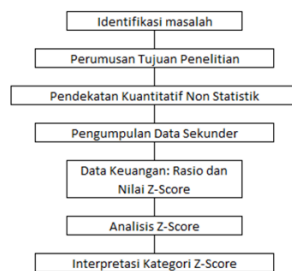 Identifikasi masalah
Perumusan Tujuan Penelitian
Pendekatan Kuantitatif Non Statistik
Pengumpulan Data Sekunder
Data Keuangan: Rasio dan
Nilai Z-Score
Analisis Z-Score
Interpretasi Kategori Z-Score